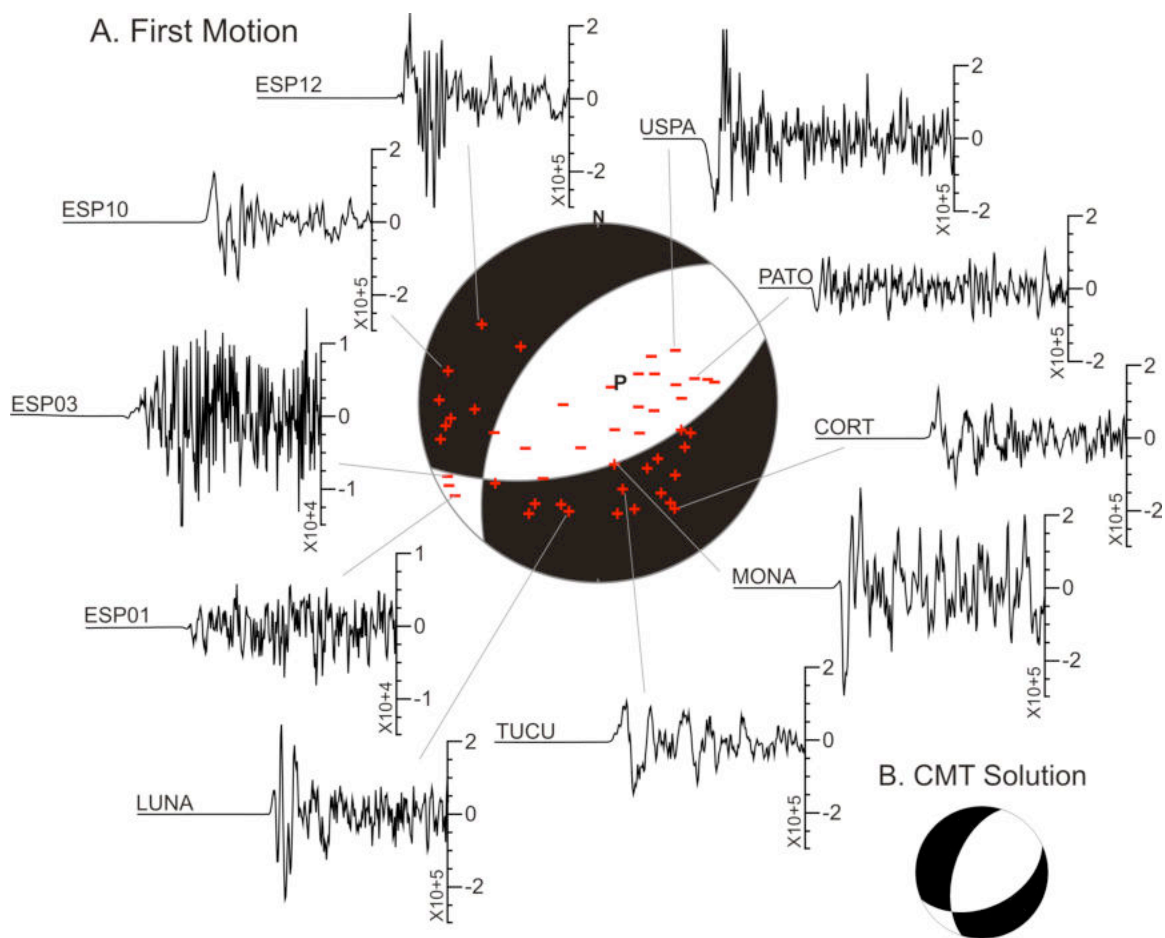 A. First Motion
ESP12
2
0
-2
X10+5
USPA
2
0
-2
X10+5
ESP10
2
0
-2
X10+5
N
PATO
2
0
-2
X10+5
P
ESP03
1
0
-1
X10+4
CORT
2
0
-2
X10+5
ESP01
1
0
-1
X10+4
MONA
2
0
-2
X10+5
LUNA
2
0
-2
X10+5
TUCU
2
0
-2
X10+5
B. CMT Solution